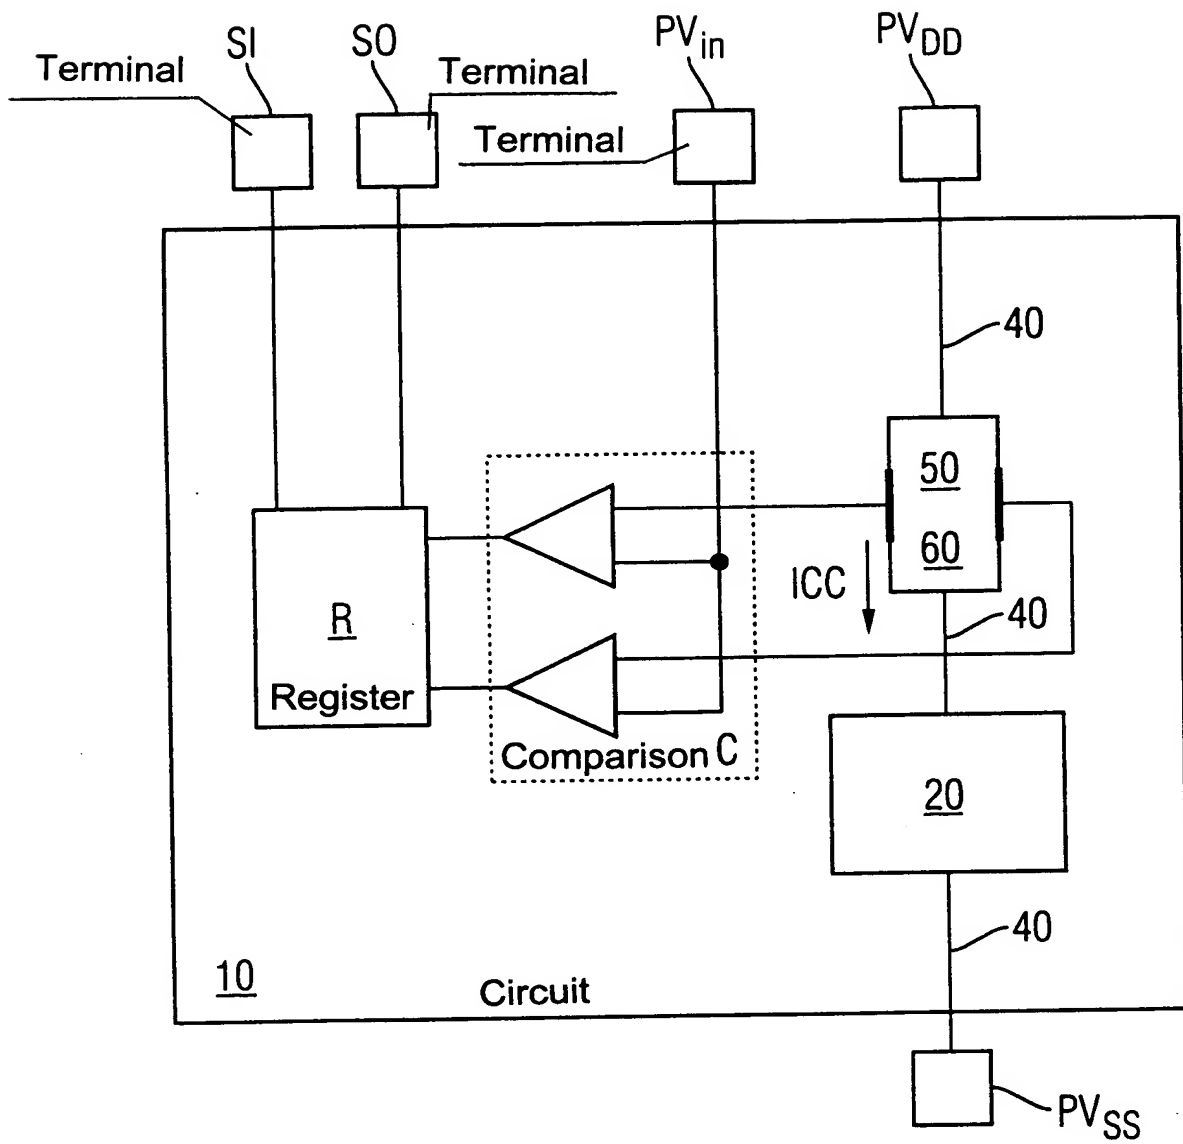 SI
SO
PVin
PVDD
Terminal
Terminal
Terminal
40
50
60
ICC
40
R
Register
Comparison C
20
40
10
Circuit
PVSS